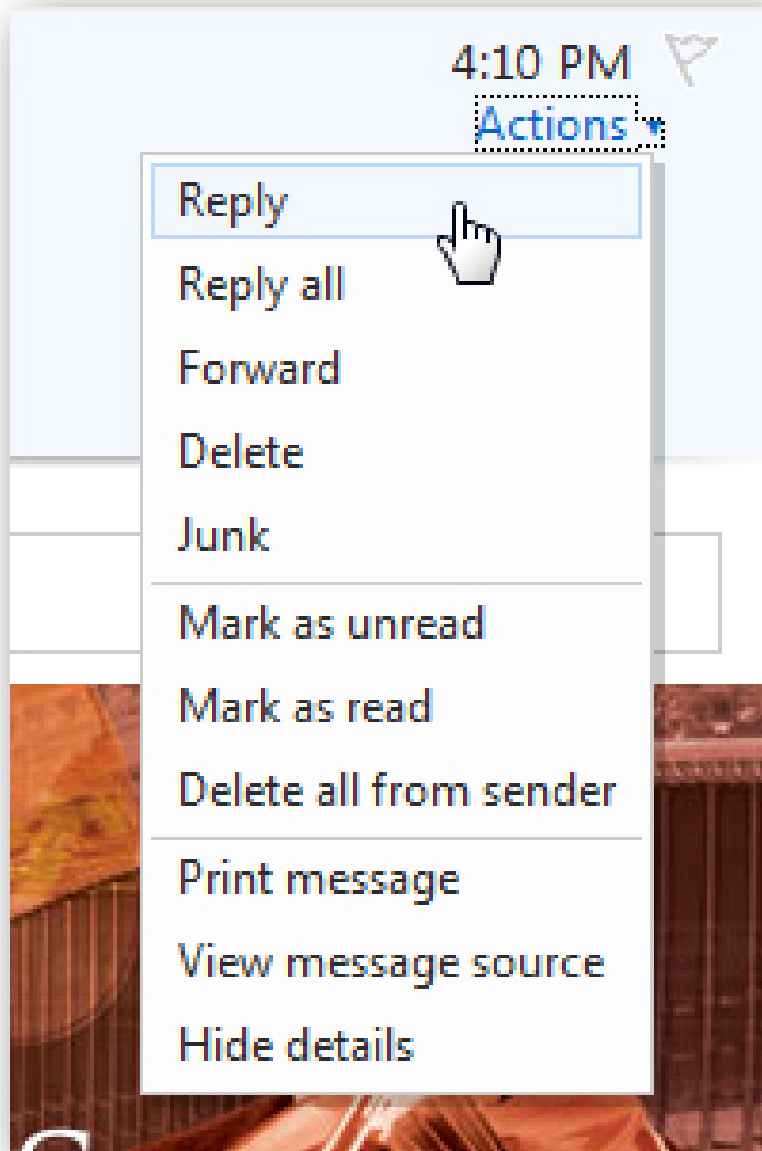 4:10 PM
Actions
Reply
Reply all
Forward
Delete
Junk
Mark as unread
Mark as read
Delete all from sender
Print message
View message source
Hide details